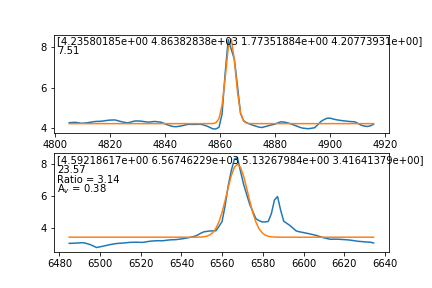 [4.23580185e+00 4.86382838e+03 1.77351884e+00 4.20773931e+00]
7.51
8
6
4
4800 4820 4840 4860 4880 4900 4920
[4.59218617e+00 6.56746229e+03 5.13267984e+00 3.41641379e+00]
23.57
Ratio = 3.14
Aᵥ = 0.38
8
6
4
6480 6500 6520 6540 6560 6580 6600 6620 6640